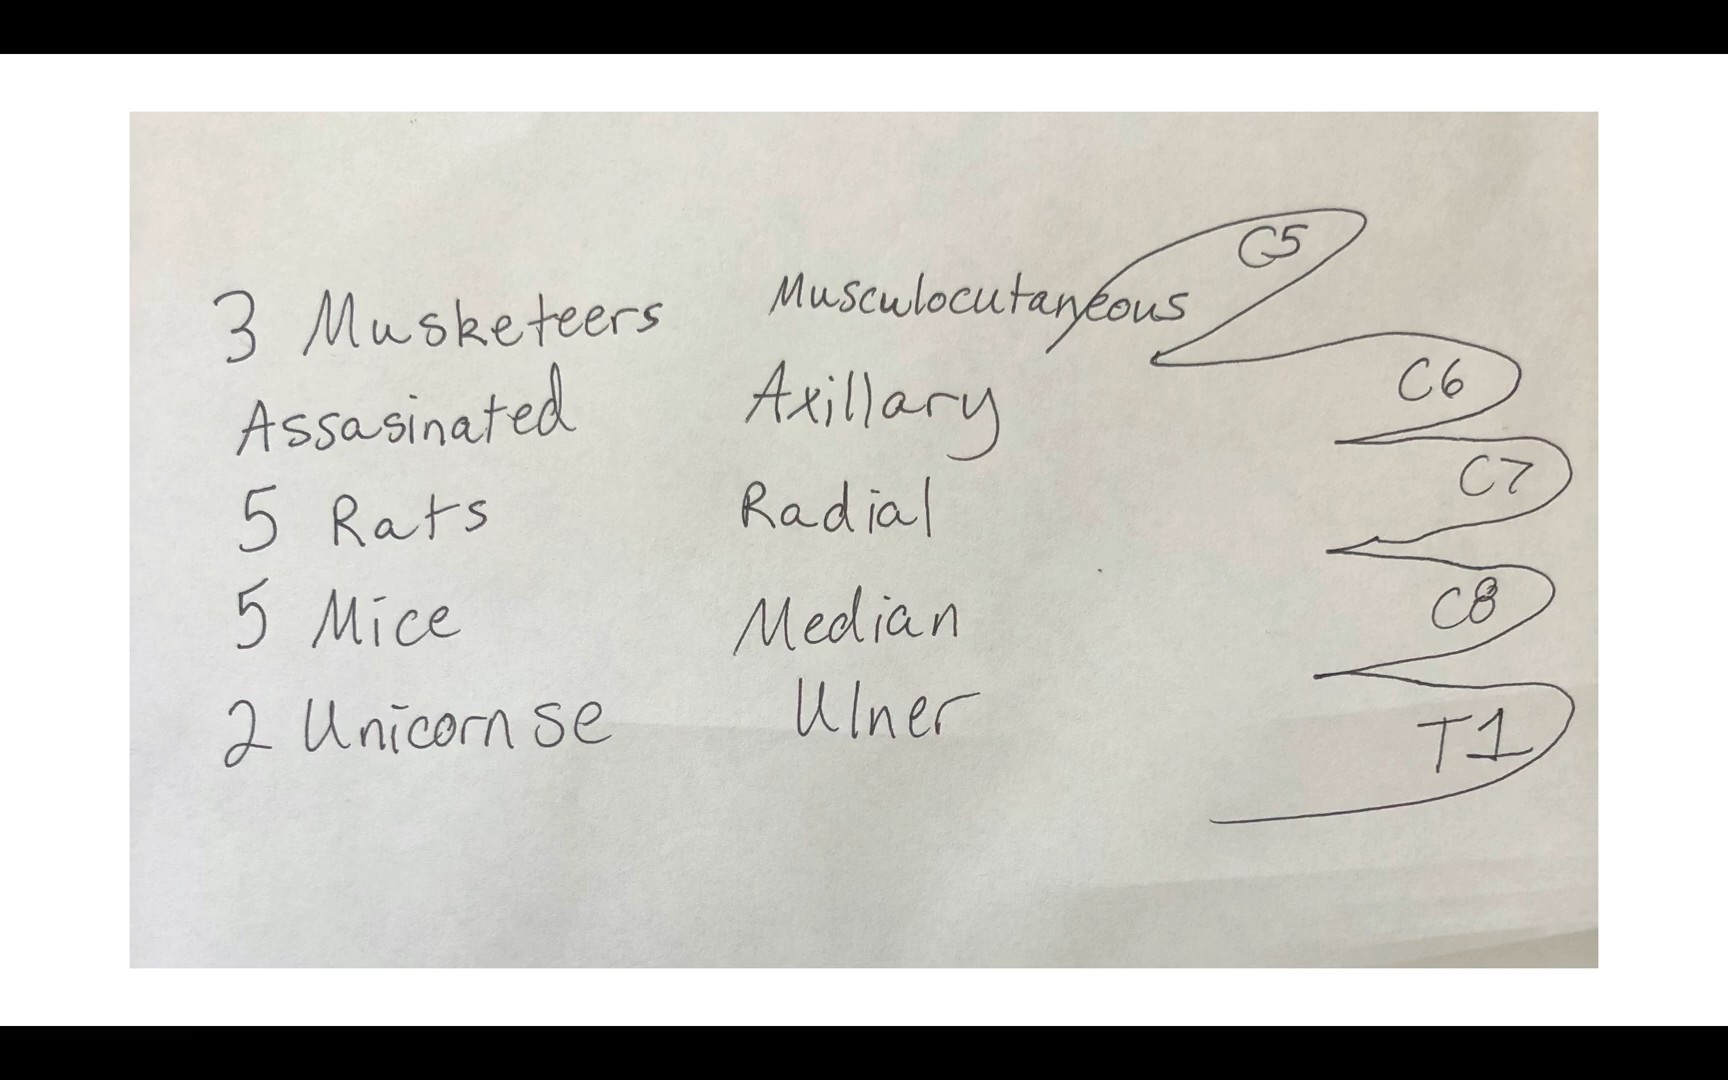 3 Musketeers Musculocutaneous C5
Assasinated Axillary C6
5 Rats Radial C7
5 Mice Median C8
2 Unicornse Ulner T1